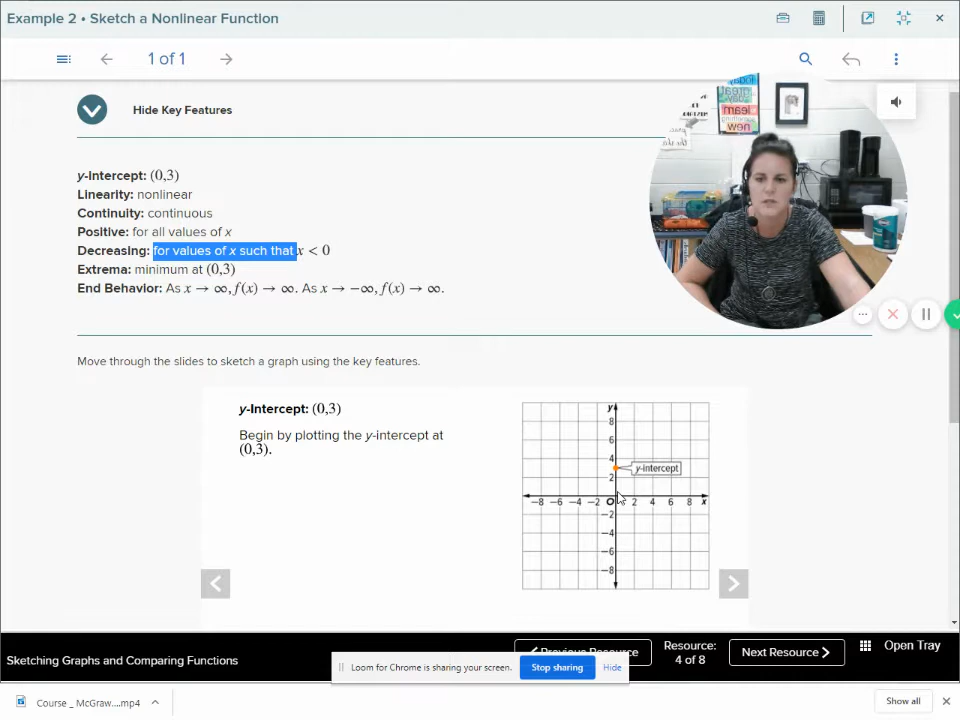 Example 2 • Sketch a Nonlinear Function
1 of 1
Hide Key Features
today
great
learn
something
new
y-Intercept: (0,3)
Linearity: nonlinear
Continuity: continuous
Positive: for all values of x
Decreasing: for values of x such that x < 0
Extrema: minimum at (0,3)
End Behavior: As x → ∞, f(x) → ∞. As x → −∞, f(x) → ∞.
Move through the slides to sketch a graph using the key features.
y-Intercept: (0,3)
Begin by plotting the y-intercept at
(0,3).
y
8
6
4
y-intercept
2
−8 −6 −4 −2 O 2 4 6 8 x
−2
−4
−6
−8
Sketching Graphs and Comparing Functions
Previous Resource
Resource:
4 of 8
Next Resource
Open Tray
Loom for Chrome is sharing your screen.
Stop sharing
Hide
Course _ McGraw....mp4
Show all